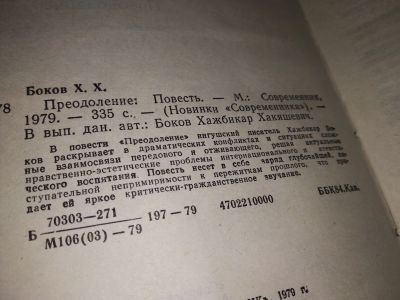 Боков Х. Х.
78
Преодоление: Повесть. — М.: Современник,
1979. — 335 с. — (Новинки «Современника»). —
В вып. дан. авт.: Боков Хажбикар Хакишевич.
В повести «Преодоление» ингушский писатель Хажбикар Бо-
ков раскрывает в драматических конфликтах и ситуациях слож-
ные взаимосвязи передового и отживающего, решая актуальные
нравственно-эстетические проблемы интернационального и атеисти-
ческого воспитания. Повесть несет в себе заряд глубочайшей,
ступательной непримиримости к пережиткам прошлого, что при-
дает ей яркое критически-гражданственное звучание.
Б 70303—271 197—79 4702210000
М106(03)—79
ББК84.Кав.
1979 г.